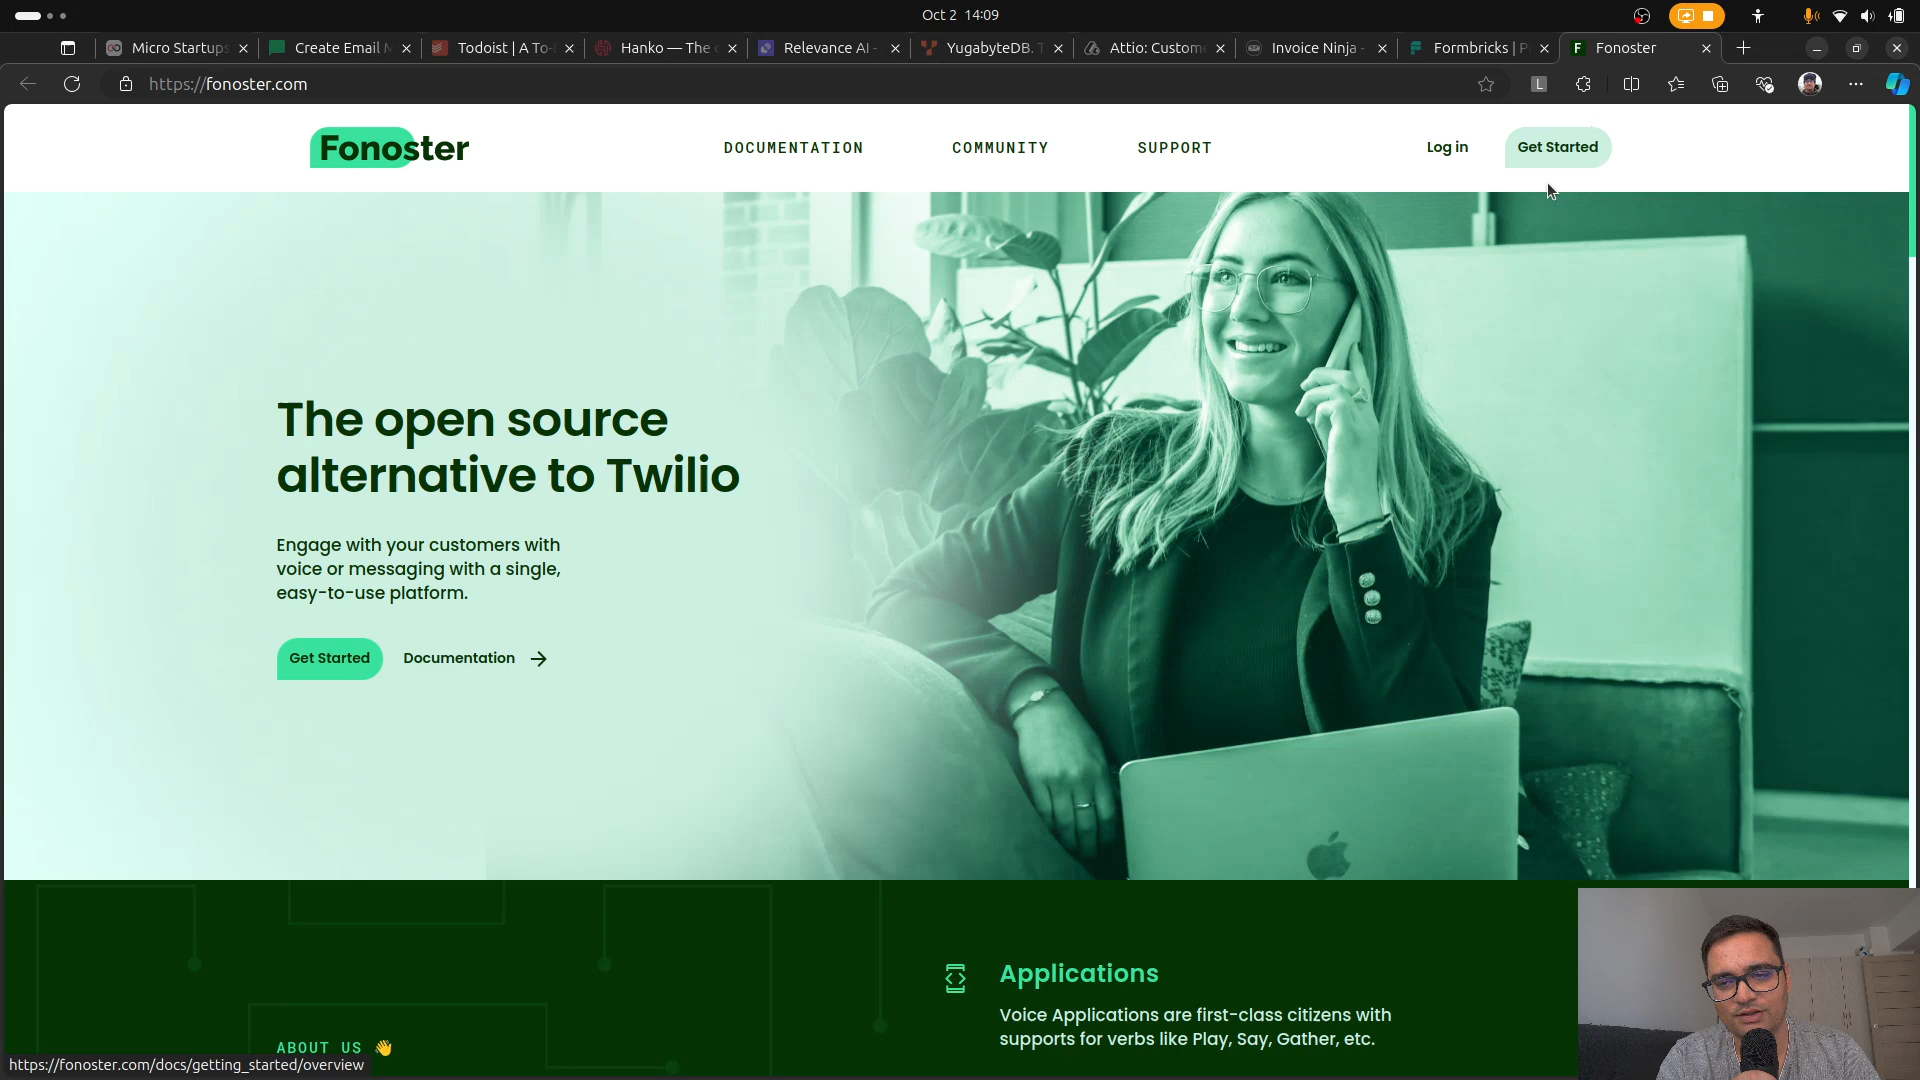 Oct 2 14:09
Micro Startups
Create Email M
Todoist | A To-
Hanko — The
Relevance AI -
YugabyteDB. T
Attio: Custome
Invoice Ninja -
Formbricks | P
Fonoster
https://fonoster.com
L
Fonoster
DOCUMENTATION
COMMUNITY
SUPPORT
Log in
Get Started
The open source
alternative to Twilio
Engage with your customers with
voice or messaging with a single,
easy-to-use platform.
Get Started
Documentation
Applications
Voice Applications are first-class citizens with
supports for verbs like Play, Say, Gather, etc.
ABOUT US 👋
https://fonoster.com/docs/getting_started/overview